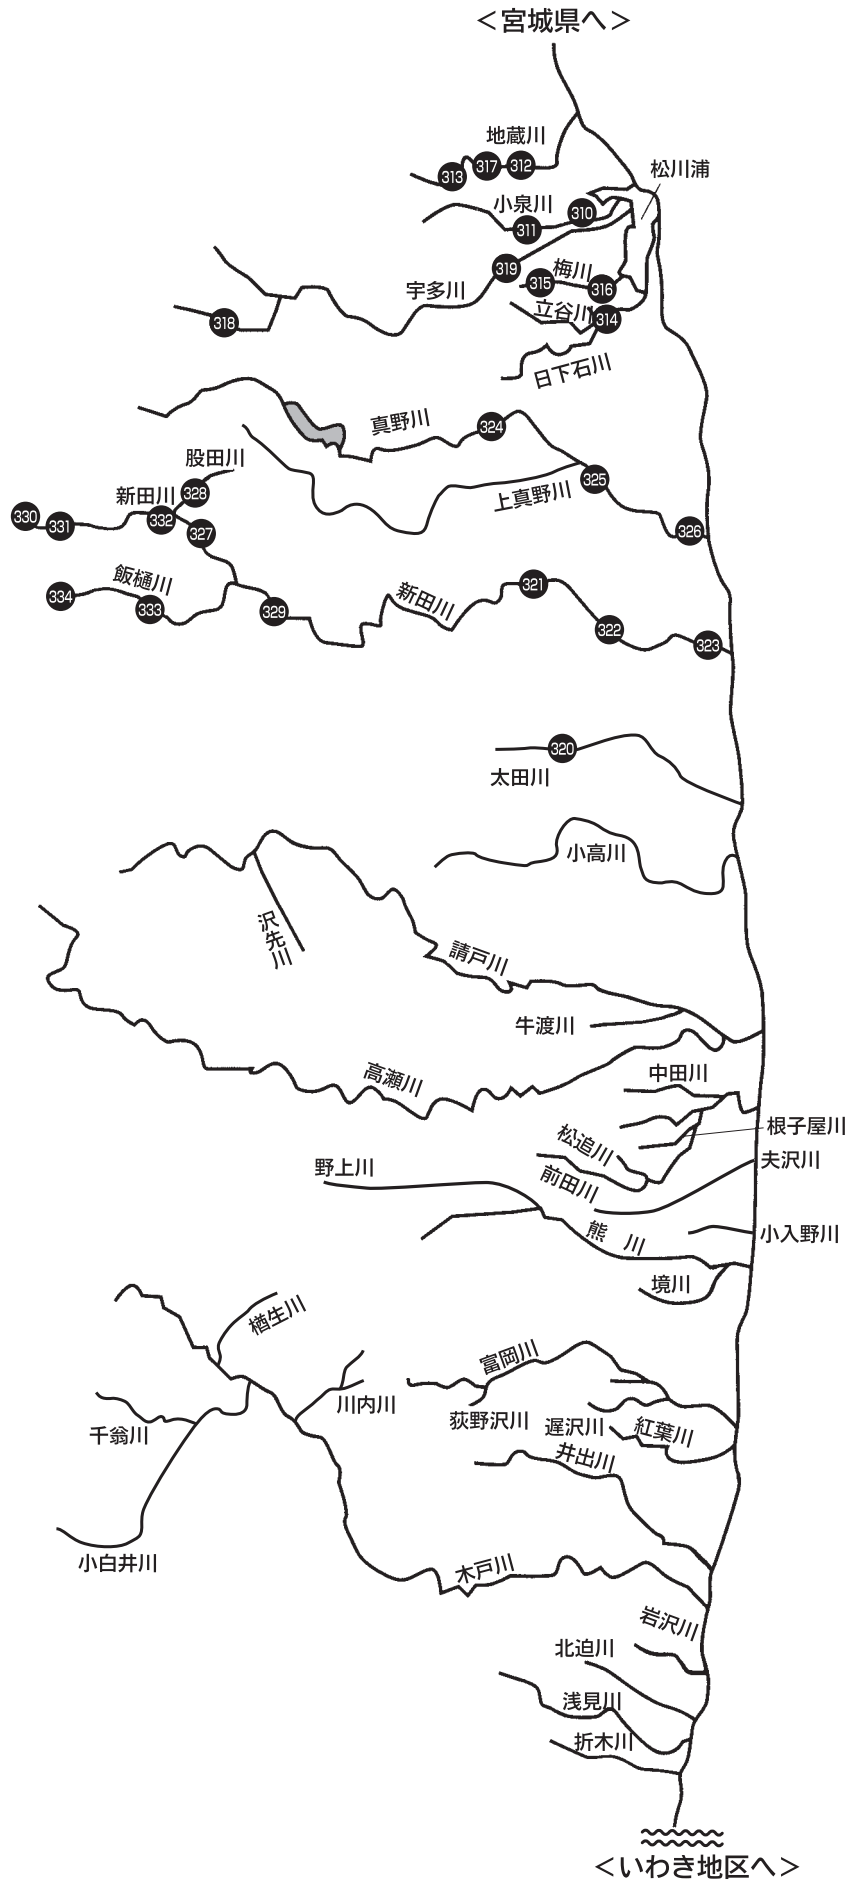 ＜宮城県へ＞
地蔵川
松川浦
313
317
312
小泉川
310
311
319
梅川
315
316
宇多川
立谷川
314
318
日下石川
真野川
324
股田川
328
325
上真野川
新田川
330
331
332
327
326
飯樋川
334
333
329
新田川
321
322
323
320
太田川
小高川
沢先川
請戸川
牛渡川
高瀬川
中田川
根子屋川
松追川
夫沢川
野上川
前田川
小入野川
熊 川
境川
楢生川
富岡川
川内川
荻野沢川
遅沢川
紅葉川
千翁川
井出川
小白井川
木戸川
岩沢川
北迫川
浅見川
折木川
＜いわき地区へ＞